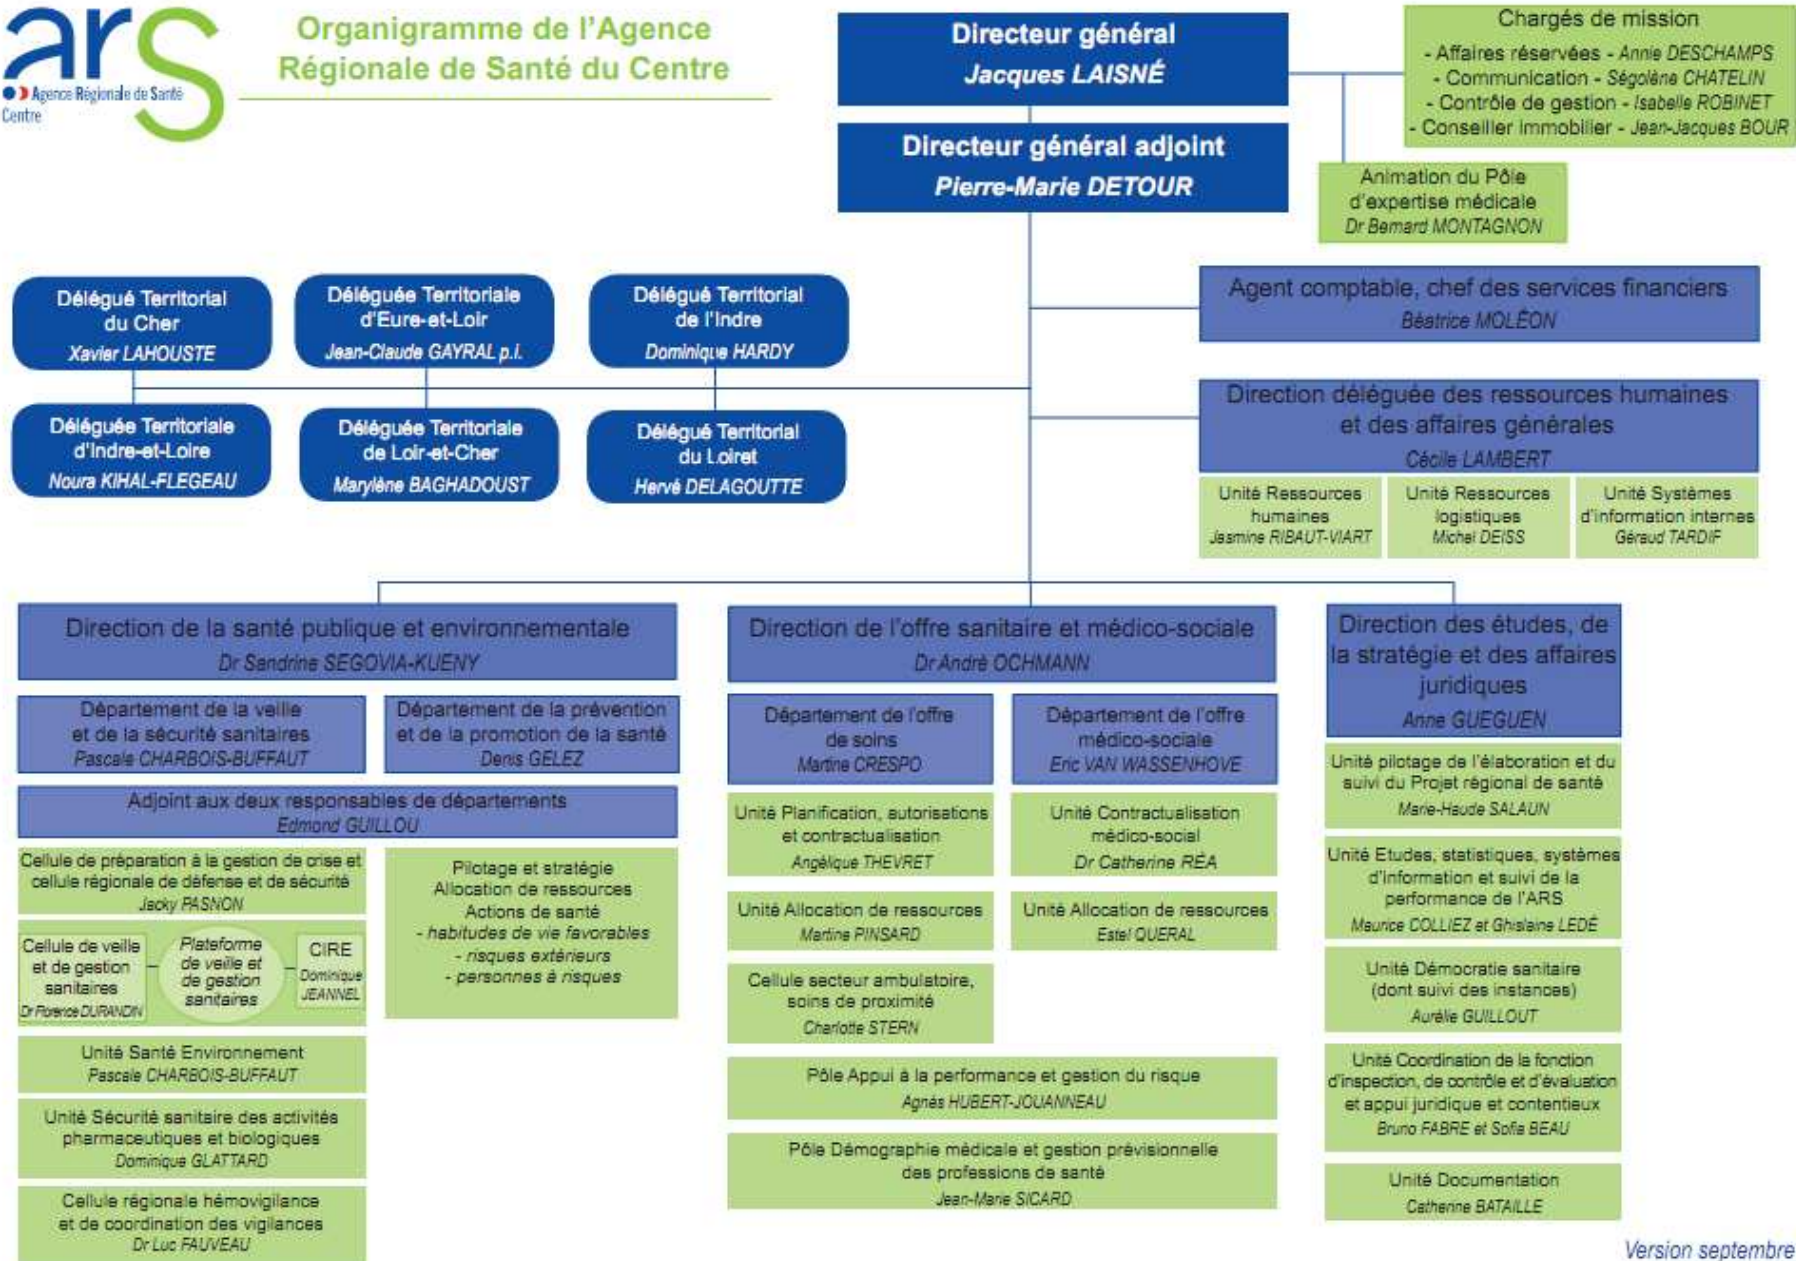 ars
Agence Régionale de Santé
Centre
Organigramme de l'Agence
Régionale de Santé du Centre
Directeur général
Jacques LAISNÉ
Directeur général adjoint
Pierre-Marie DETOUR
Chargés de mission
- Affaires réservées - Annie DESCHAMPS
- Communication - Ségolène CHATELIN
- Contrôle de gestion - Isabelle ROBINET
- Conseiller immobilier - Jean-Jacques BOUR
Animation du Pôle
d'expertise médicale
Dr Bernard MONTAGNON
Délégué Territorial
du Cher
Xavier LAHOUSTE
Déléguée Territoriale
d'Eure-et-Loir
Jean-Claude GAYRAL p.i.
Délégué Territorial
de l'Indre
Dominique HARDY
Déléguée Territoriale
d'Indre-et-Loire
Noura KIHAL-FLEGEAU
Déléguée Territoriale
de Loir-et-Cher
Marylène BAGHADOUST
Délégué Territorial
du Loiret
Hervé DELAGOUTTE
Agent comptable, chef des services financiers
Béatrice MOLÉON
Direction déléguée des ressources humaines
et des affaires générales
Cécile LAMBERT
Unité Ressources
humaines
Jasmine RIBAUT-VIART
Unité Ressources
logistiques
Michel DEISS
Unité Systèmes
d'information internes
Géraud TARDIF
Direction de la santé publique et environnementale
Dr Sandrine SEGOVIA-KUENY
Département de la veille
et de la sécurité sanitaires
Pascale CHARBOIS-BUFFAUT
Département de la prévention
et de la promotion de la santé
Denis GELEZ
Adjoint aux deux responsables de départements
Edmond GUILLOU
Cellule de préparation à la gestion de crise et
cellule régionale de défense et de sécurité
Jacky PASNON
Cellule de veille
et de gestion
sanitaires
Dr Florence DURANDIN
Plateforme
de veille et
de gestion
sanitaires
CIRE
Dominique
JEANNEL
Unité Santé Environnement
Pascale CHARBOIS-BUFFAUT
Unité Sécurité sanitaire des activités
pharmaceutiques et biologiques
Dominique GLATTARD
Cellule régionale hémovigilance
et de coordination des vigilances
Dr Luc FAUVEAU
Pilotage et stratégie
Allocation de ressources
Actions de santé
- habitudes de vie favorables
- risques extérieurs
- personnes à risques
Direction de l'offre sanitaire et médico-sociale
Dr André OCHMANN
Département de l'offre
de soins
Martine CRESPO
Département de l'offre
médico-sociale
Eric VAN WASSENHOVE
Unité Planification, autorisations
et contractualisation
Angélique THEVRET
Unité Contractualisation
médico-social
Dr Catherine RÉA
Unité Allocation de ressources
Martine PINSARD
Unité Allocation de ressources
Estel QUERAL
Cellule secteur ambulatoire,
soins de proximité
Charlotte STERN
Pôle Appui à la performance et gestion du risque
Agnès HUBERT-JOUANNEAU
Pôle Démographie médicale et gestion prévisionnelle
des professions de santé
Jean-Marie SICARD
Direction des études, de
la stratégie et des affaires
juridiques
Anne GUEGUEN
Unité pilotage de l'élaboration et du
suivi du Projet régional de santé
Marie-Haude SALAUN
Unité Etudes, statistiques, systèmes
d'Information et suivi de la
performance de l'ARS
Maurice COLLIEZ et Ghislaine LEDÉ
Unité Démocratie sanitaire
(dont suivi des instances)
Aurélie GUILLOUT
Unité Coordination de la fonction
d'inspection, de contrôle et d'évaluation
et appui juridique et contentieux
Bruno FABRE et Sofia BEAU
Unité Documentation
Catherine BATAILLE
Version septembre